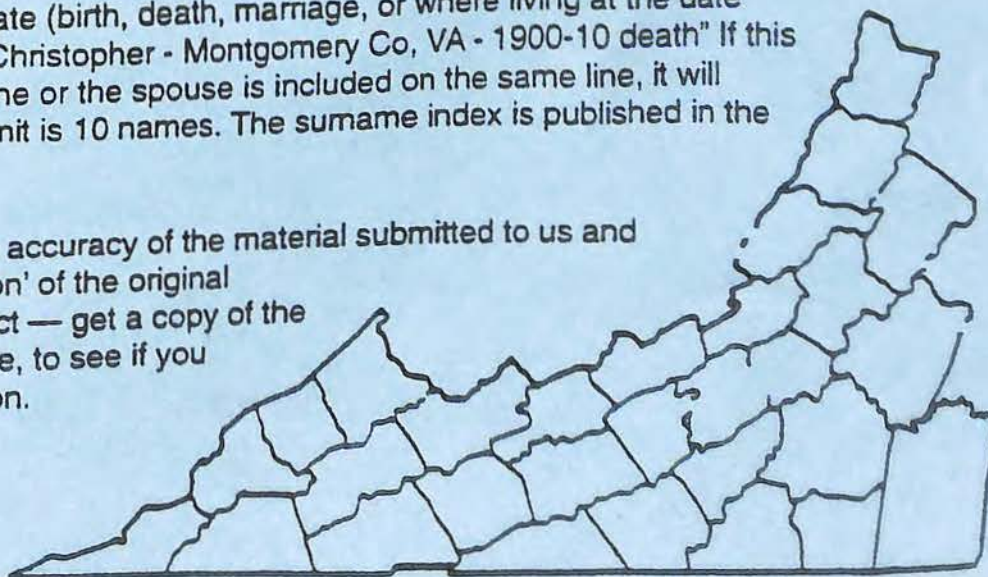 ate (birth, death, marriage, or where living at the date
Christopher - Montgomery Co, VA - 1900-10 death" If this
ne or the spouse is included on the same line, it will
nit is 10 names. The surname index is published in the
accuracy of the material submitted to us and
on' of the original
ct — get a copy of the
e, to see if you
on.